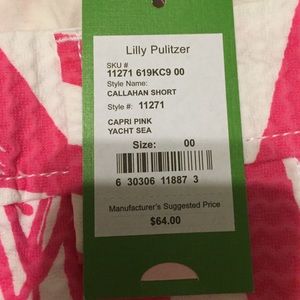 Lilly Pulitzer
SKU #
11271 619KC9 00
Style Name:
CALLAHAN SHORT
Style #: 11271
CAPRI PINK
YACHT SEA
Size: 00
6 30306 11887 3
Manufacturer's Suggested Price
$64.00